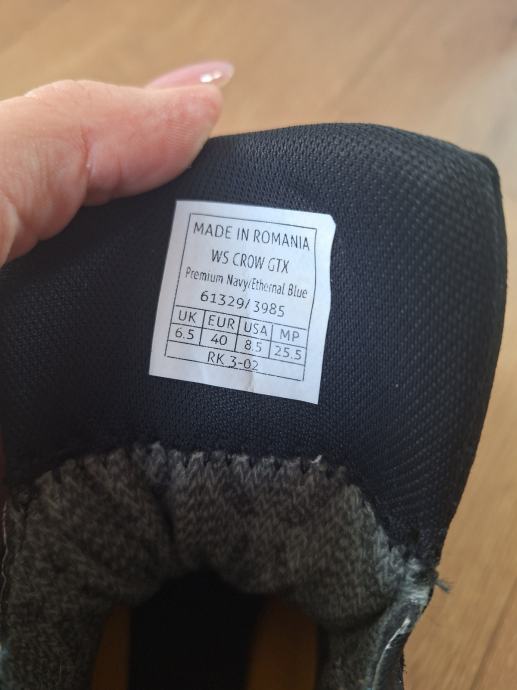 MADE IN ROMANIA
WS CROW GTX
Premium Navy/Ethernal Blue
61329/3985
UK EUR USA MP
6.5 40 8.5 25.5
RK 3-02